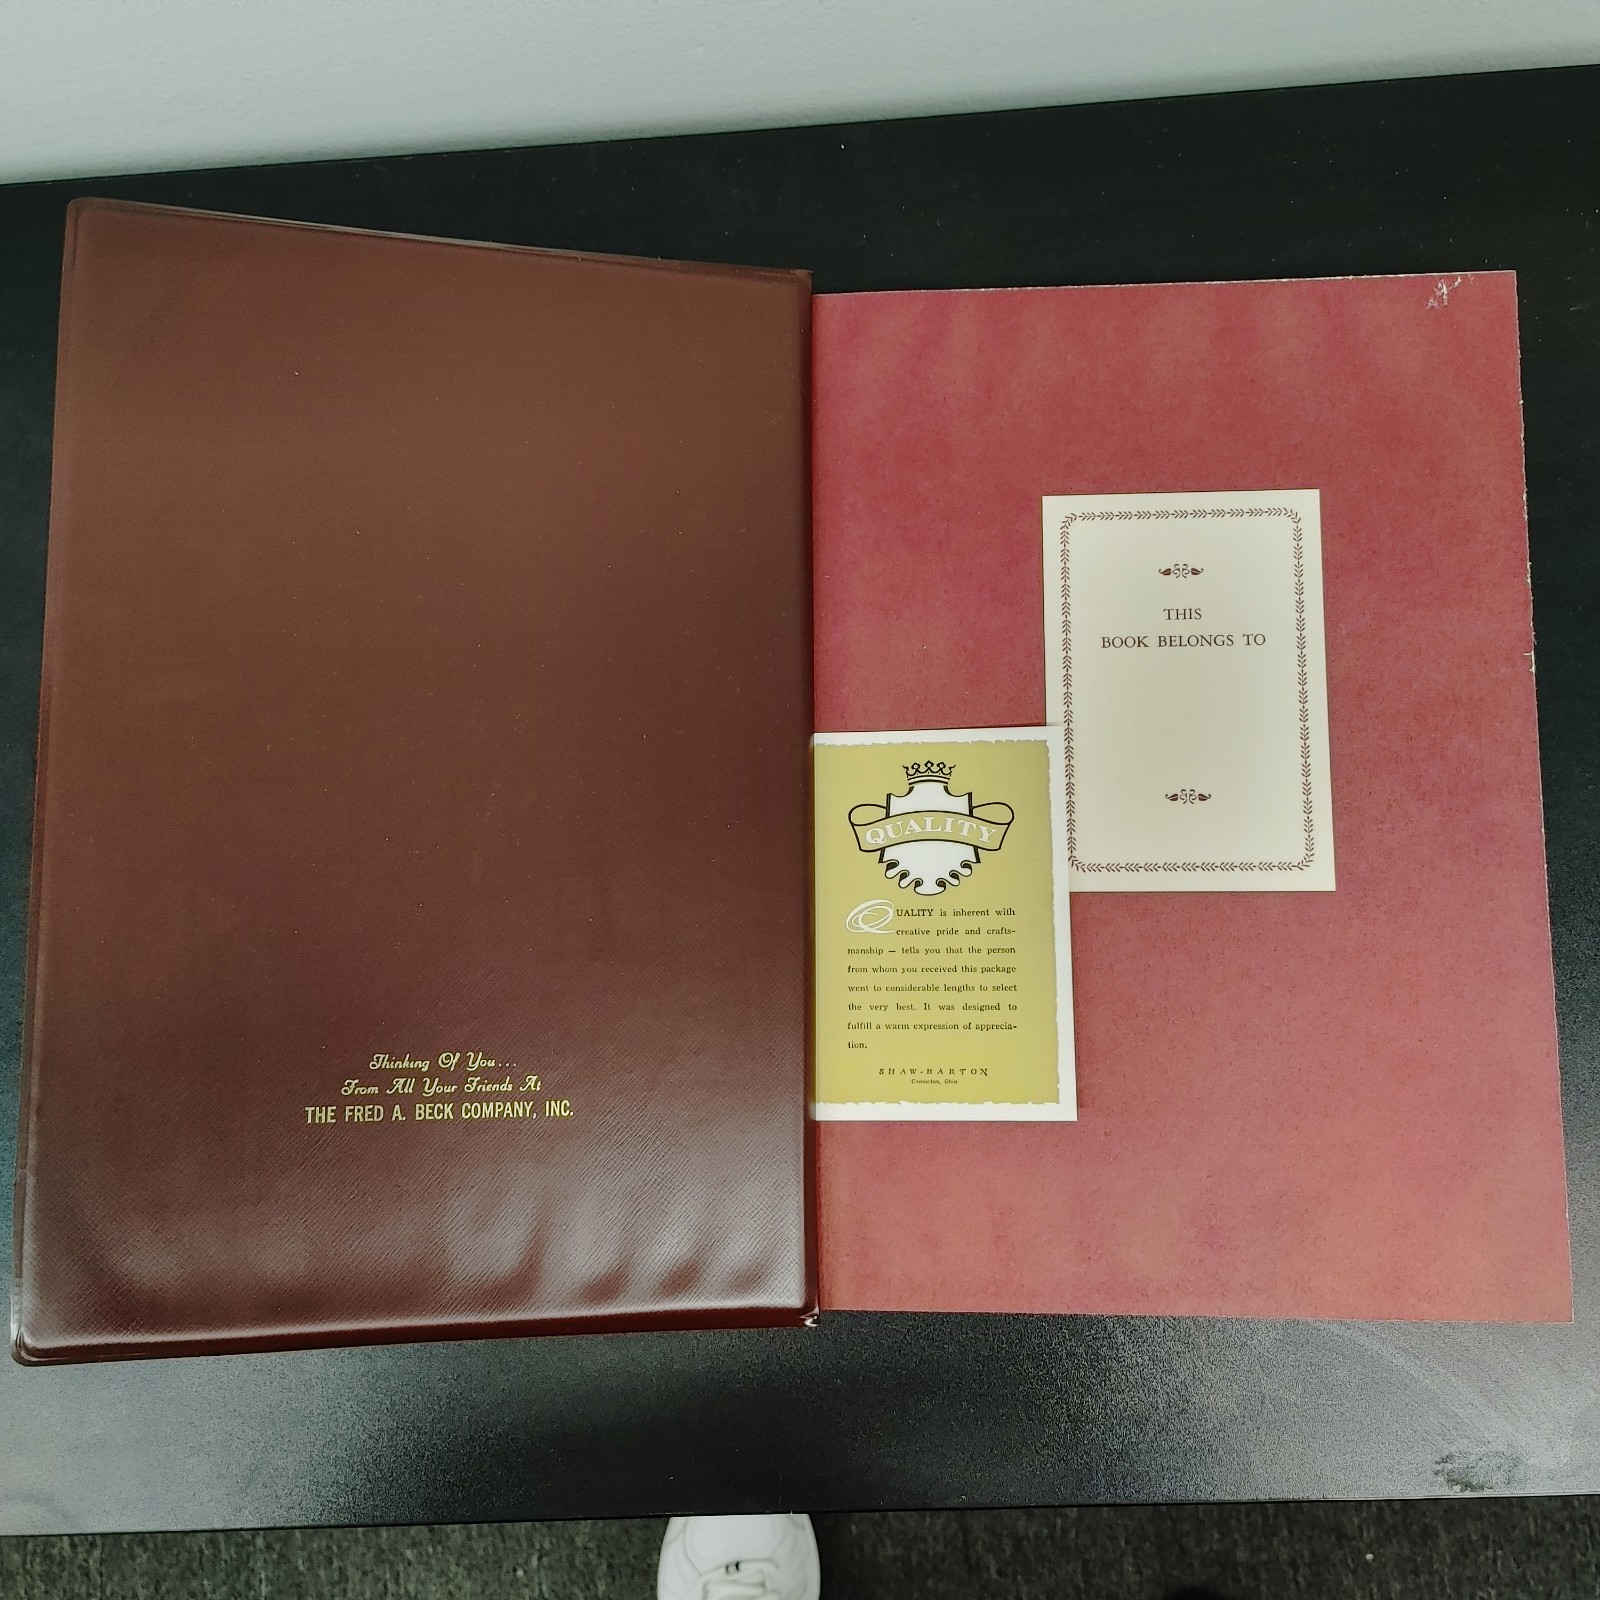 Thinking Of You...
From All Your Friends At
THE FRED A. BECK COMPANY, INC.
THIS
BOOK BELONGS TO
QUALITY
QUALITY is inherent with
creative pride and crafts-
manship — tells you that the person
from whom you received this package
went to considerable lengths to select
the very best. It was designed to
fulfill a warm expression of apprecia-
tion.
SHAW-BARTON
Coshocton, Ohio